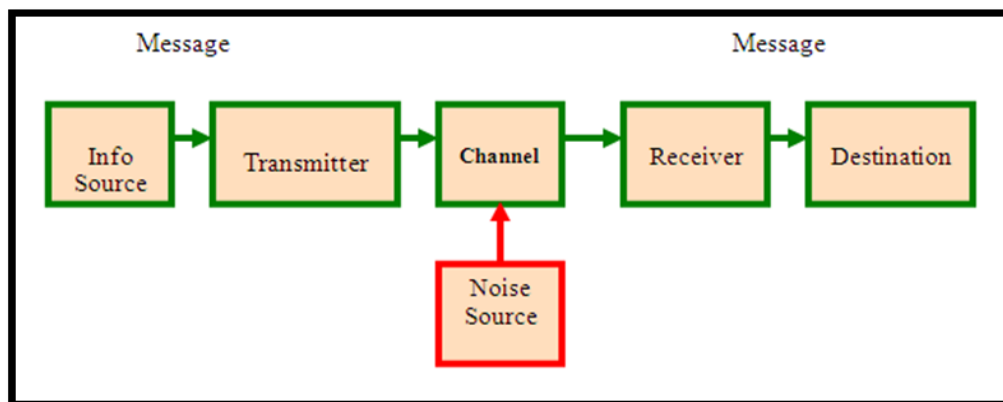 Message
Message
Info
Source
Transmitter
Channel
Receiver
Destination
Noise
Source